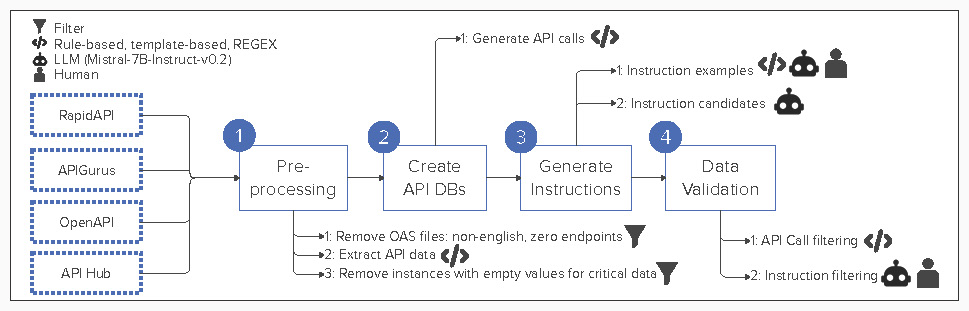 Filter
Rule-based, template-based, REGEX
LLM (Mistral-7B-Instruct-v0.2)
Human
RapidAPI
APIGurus
OpenAPI
API Hub
1
Pre-
processing
1: Remove OAS files: non-english, zero endpoints
2: Extract API data
3: Remove instances with empty values for critical data
2
Create
API DBs
1: Generate API calls
3
Generate
Instructions
1: Instruction examples
2: Instruction candidates
4
Data
Validation
1: API Call filtering
2: Instruction filtering